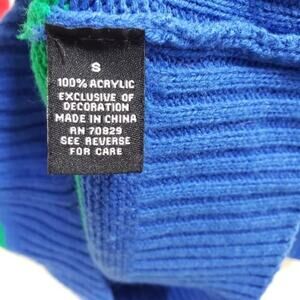 S
100% ACRYLIC
EXCLUSIVE OF
DECORATION
MADE IN CHINA
RN 70829
SEE REVERSE
FOR CARE